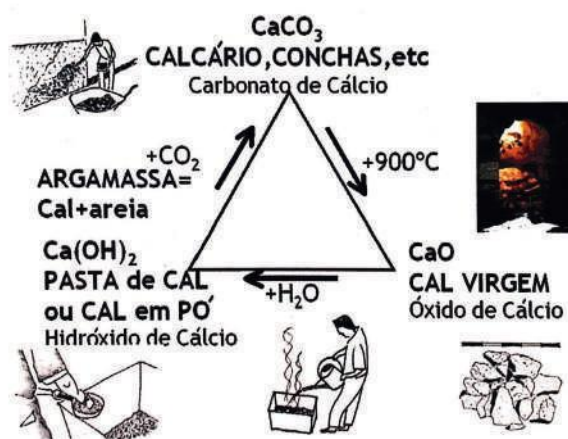 CaCO₃
CALCÁRIO,CONCHAS,etc
Carbonato de Cálcio
+CO₂
+900°C
ARGAMASSA=
Cal+areia
Ca(OH)₂
PASTA de CAL
ou CAL em PÓ
Hidróxido de Cálcio
+H₂O
CaO
CAL VIRGEM
Óxido de Cálcio